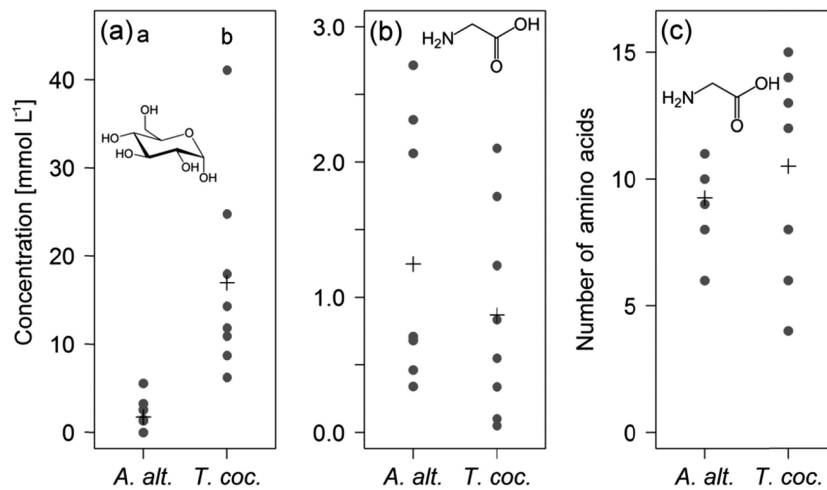 (a)
a
b
Concentration [mmol L⁻¹]
40
30
20
10
0
OH
HO
O
HO
OH
OH
A. alt.
T. coc.
(b)
H₂N
OH
O
3.0
2.0
1.0
0.0
A. alt.
T. coc.
(c)
H₂N
OH
O
Number of amino acids
15
10
5
0
A. alt.
T. coc.